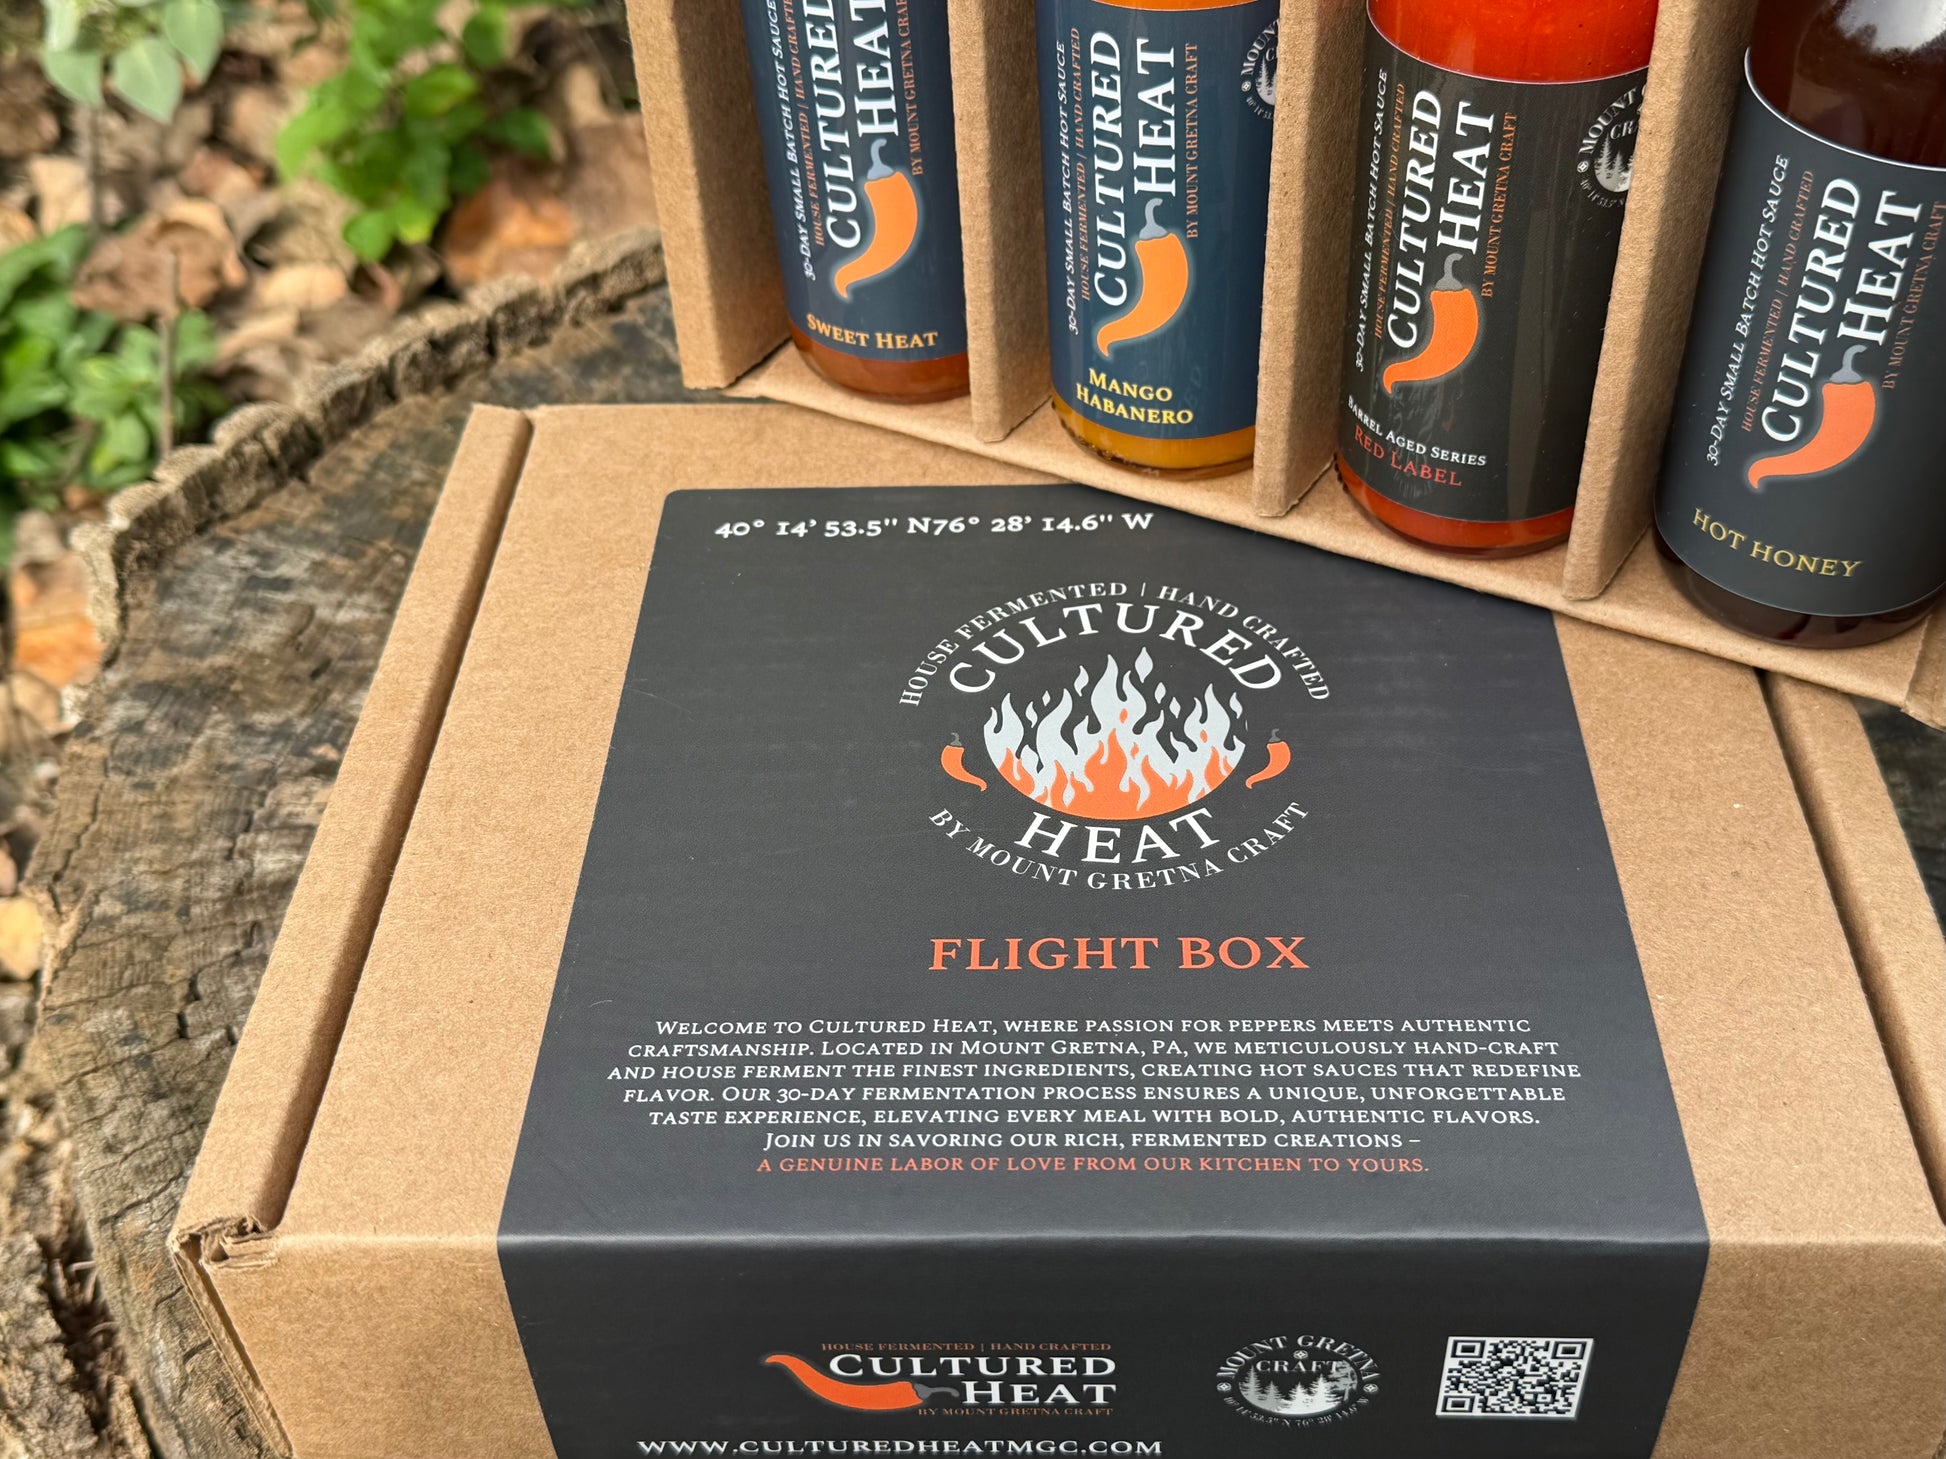 30-Day Small Batch Hot Sauce
House Fermented | Handcrafted
Cultured
Heat
by Mount Gretna Craft
Sweet Heat
30-Day Small Batch Hot Sauce
House Fermented | Hand Crafted
Cultured
Heat
by Mount Gretna Craft
Mango
Habanero
Mount
30-Day Small Batch Hot Sauce
House Fermented | Hand Crafted
Cultured
Heat
by Mount Gretna Craft
Barrel Aged Series
Red Label
Mount
30-Day Small Batch Hot Sauce
House Fermented | Hand Crafted
Cultured
Heat
by Mount Gretna Craft
HOT HONEY
40° 14' 53.5" N76° 28' 14.6" W
HOUSE FERMENTED | HAND CRAFTED
CULTURED
HEAT
BY MOUNT GRETNA CRAFT
FLIGHT BOX
Welcome to Cultured Heat, where passion for peppers meets authentic
craftsmanship. Located in Mount Gretna, PA, we meticulously hand-craft
and house ferment the finest ingredients, creating hot sauces that redefine
flavor. Our 30-day fermentation process ensures a unique, unforgettable
taste experience, elevating every meal with bold, authentic flavors.
Join us in savoring our rich, fermented creations –
a genuine labor of love from our kitchen to yours.
HOUSE FERMENTED | HAND CRAFTED
Cultured
Heat
BY MOUNT GRETNA CRAFT
MOUNT GRETNA
CRAFT
www.culturedheatmgc.com